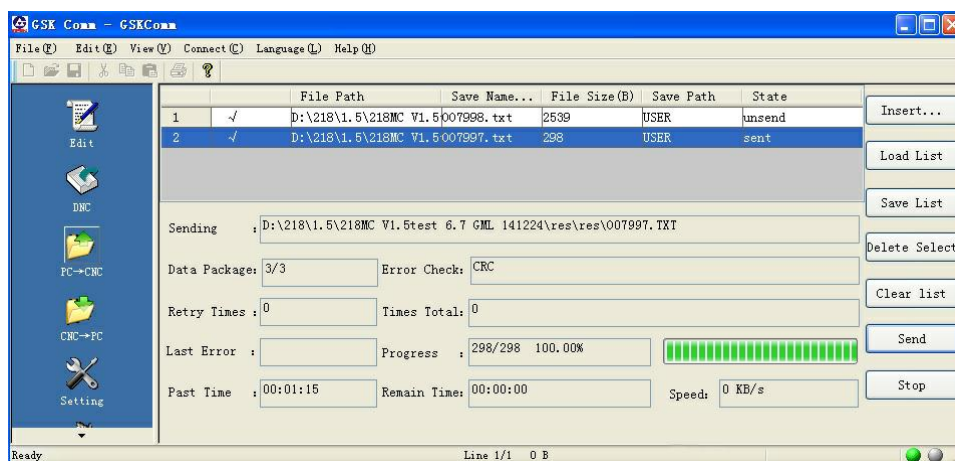 GSK Comm - GSKComm
File(F) Edit(E) View(V) Connect(C) Language(L) Help(H)
File Path Save Name... File Size(B) Save Path State
1 √ D:\218\1.5\218MC V1.5 007998.txt 2539 USER unsend
2 √ D:\218\1.5\218MC V1.5 007997.txt 298 USER sent
Edit
DNC
PC→CNC
CNC→PC
Setting
Sending : D:\218\1.5\218MC V1.5test 6.7 GML 141224\res\res\007997.TXT
Data Package: 3/3 Error Check: CRC
Retry Times : 0 Times Total: 0
Last Error : Progress : 298/298 100.00%
Past Time : 00:01:15 Remain Time: 00:00:00 Speed: 0 KB/s
Insert...
Load List
Save List
Delete Select
Clear list
Send
Stop
Ready Line 1/1 0 B